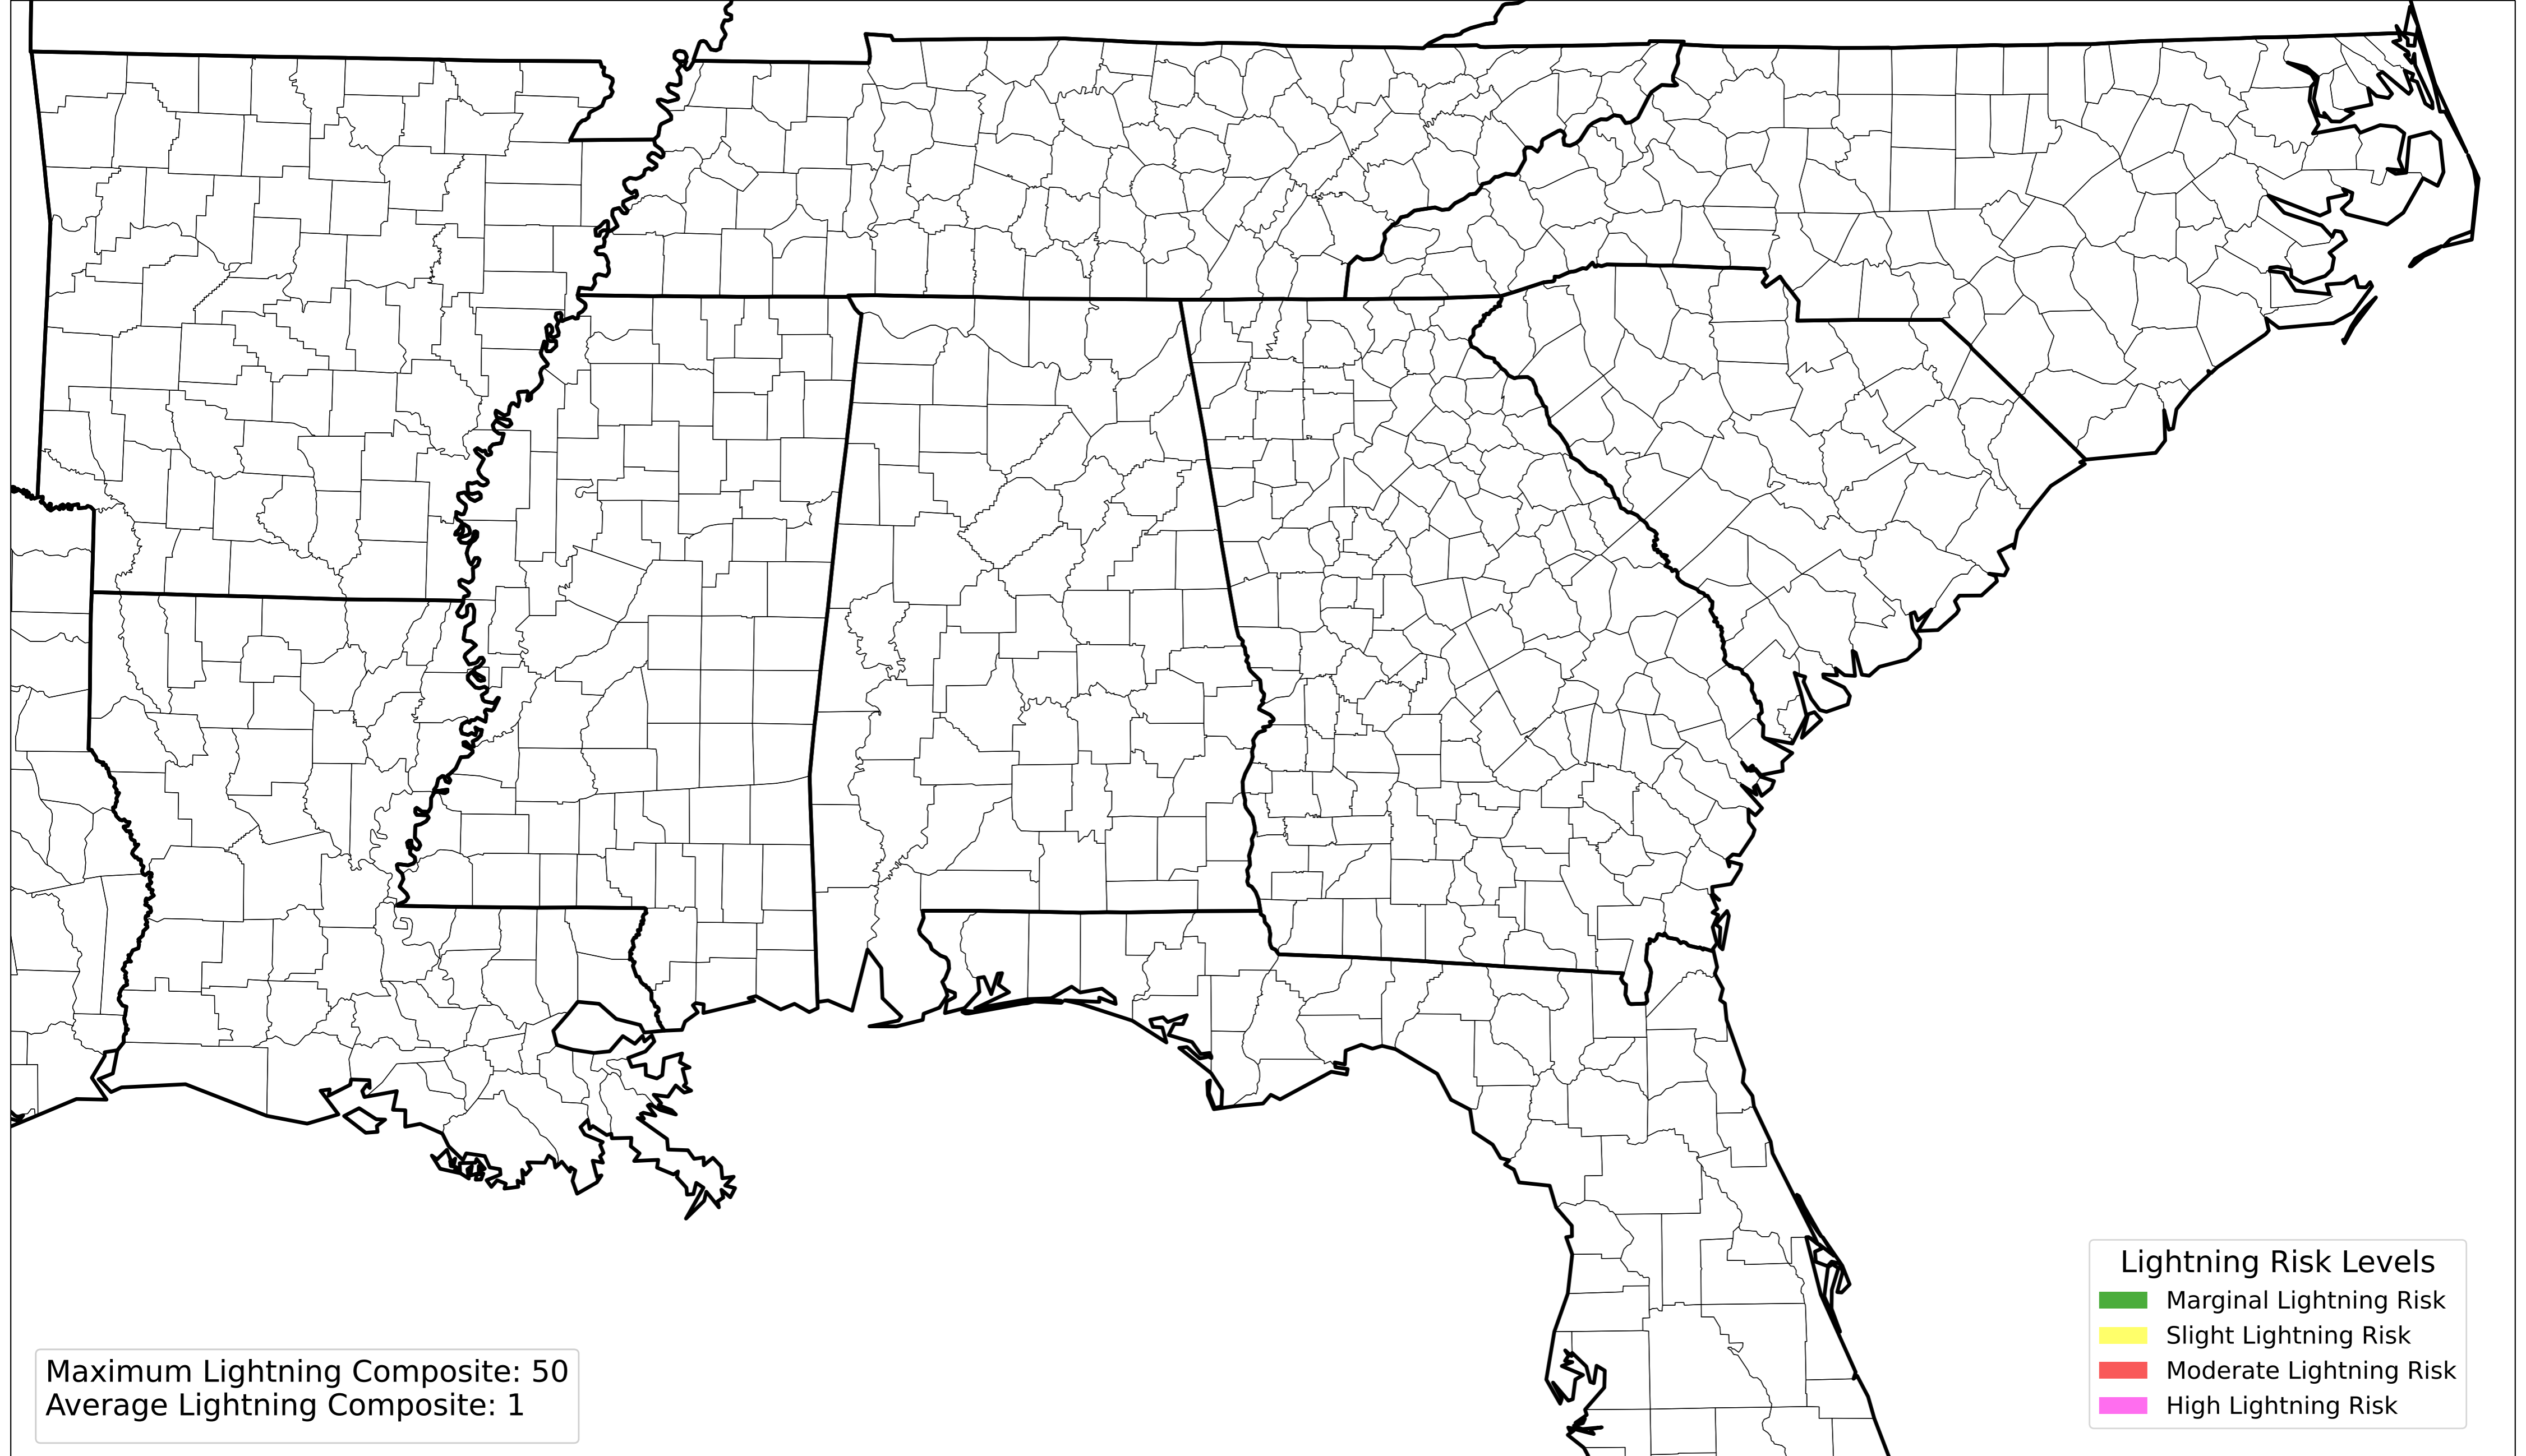 Lightning Risk Levels
Marginal Lightning Risk
Slight Lightning Risk
Moderate Lightning Risk
High Lightning Risk
Maximum Lightning Composite: 50
Average Lightning Composite: 1